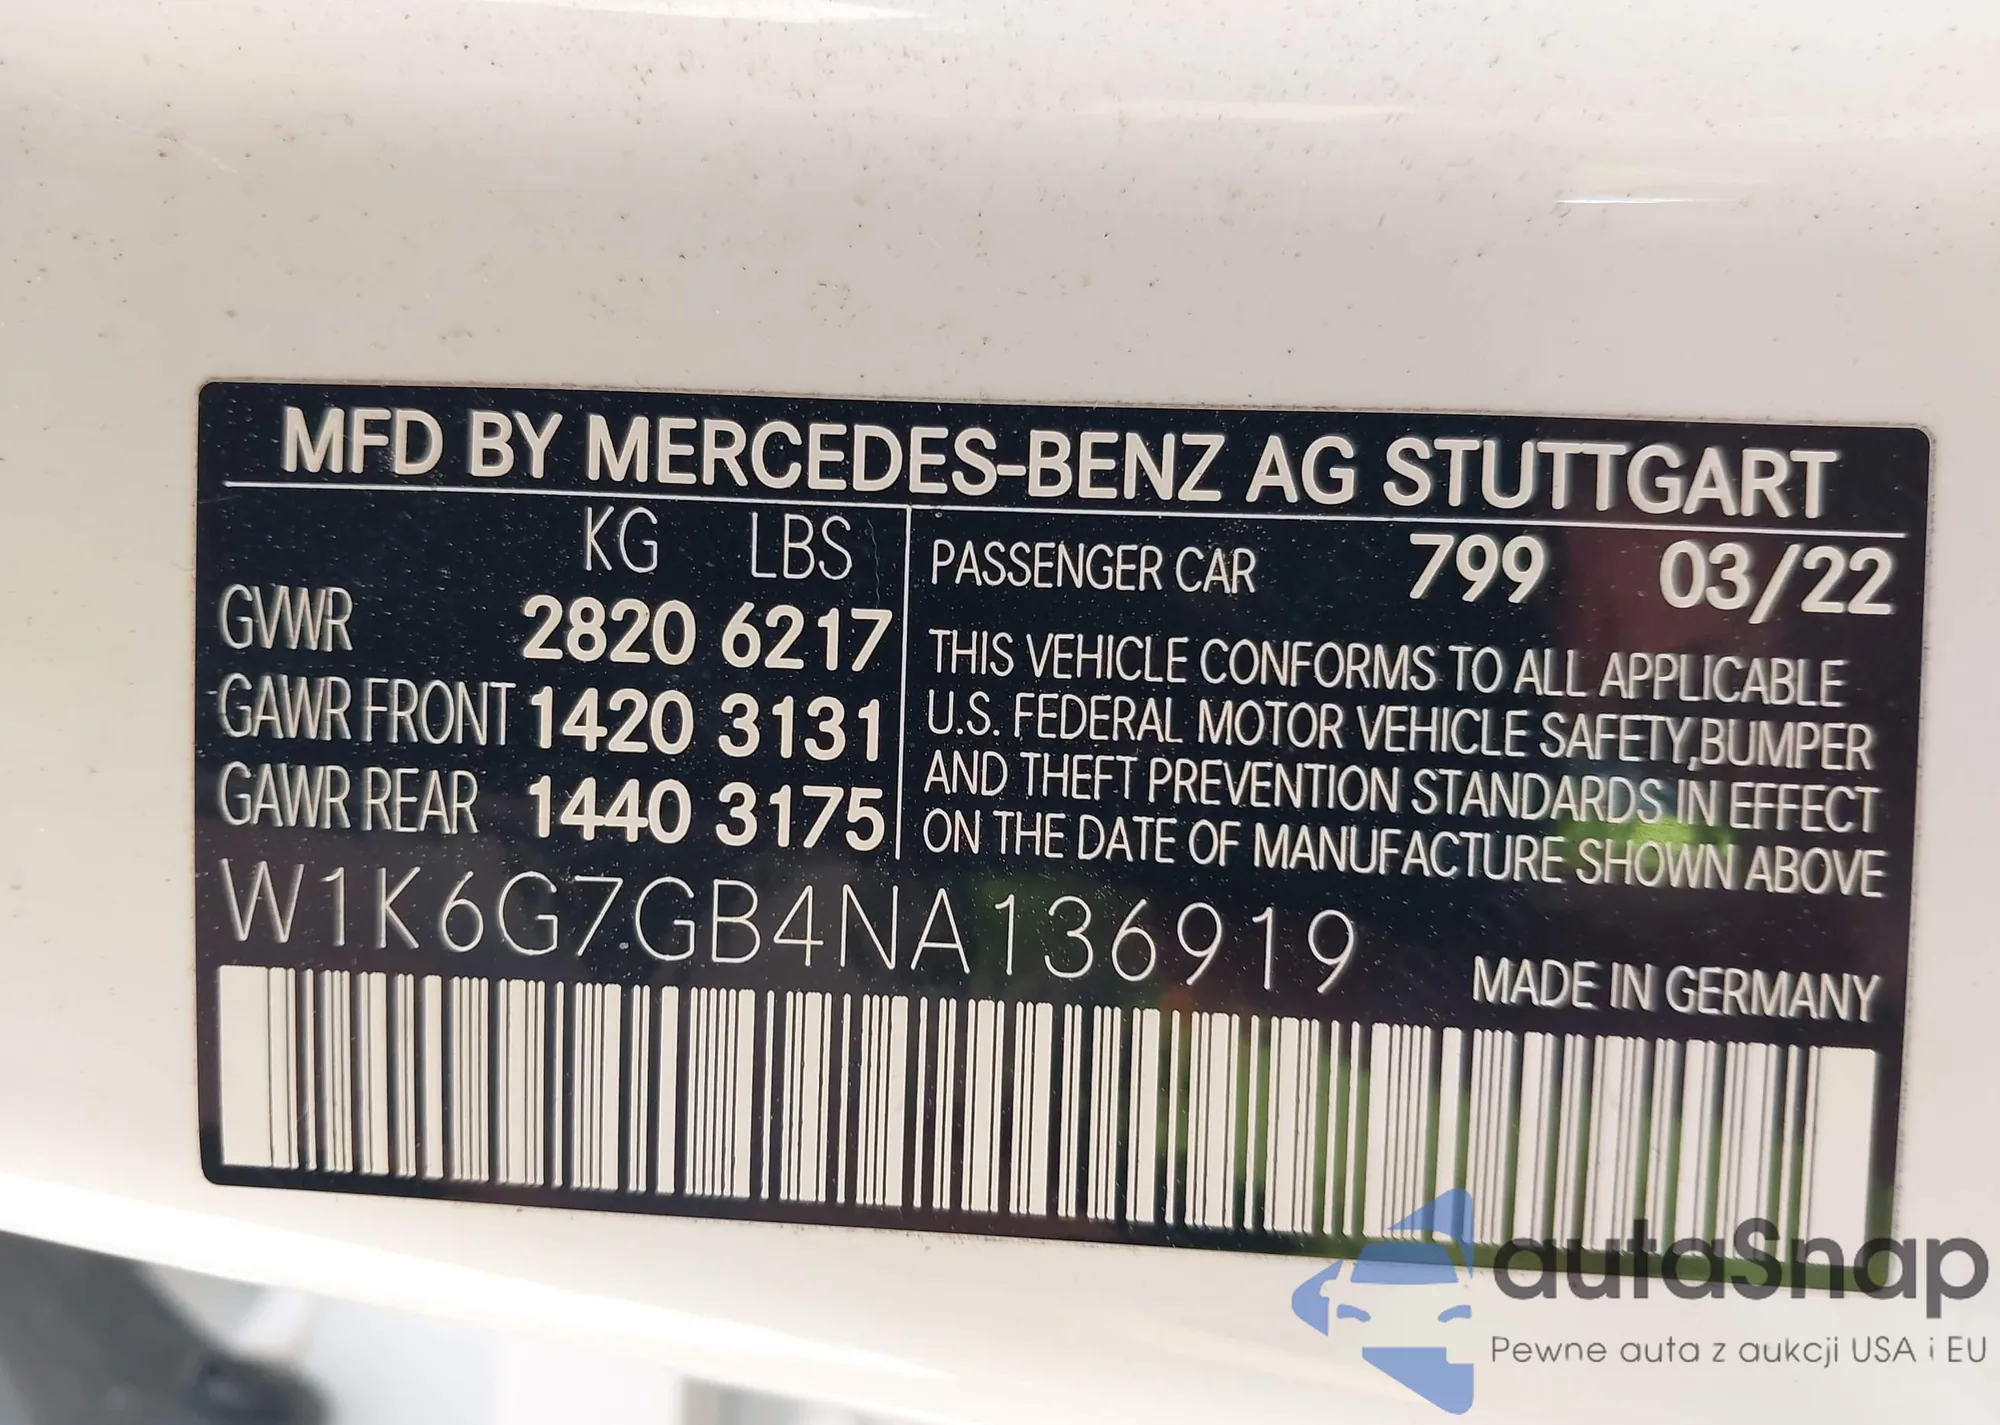 MFD BY MERCEDES-BENZ AG STUTTGART
KG LBS
GVWR 2820 6217
GAWR FRONT 1420 3131
GAWR REAR 1440 3175
PASSENGER CAR 799 03/22
THIS VEHICLE CONFORMS TO ALL APPLICABLE
U.S. FEDERAL MOTOR VEHICLE SAFETY,BUMPER
AND THEFT PREVENTION STANDARDS IN EFFECT
ON THE DATE OF MANUFACTURE SHOWN ABOVE
W1K6G7GB4NA136919
MADE IN GERMANY
autaSnap
Pewne auta z aukcji USA i EU